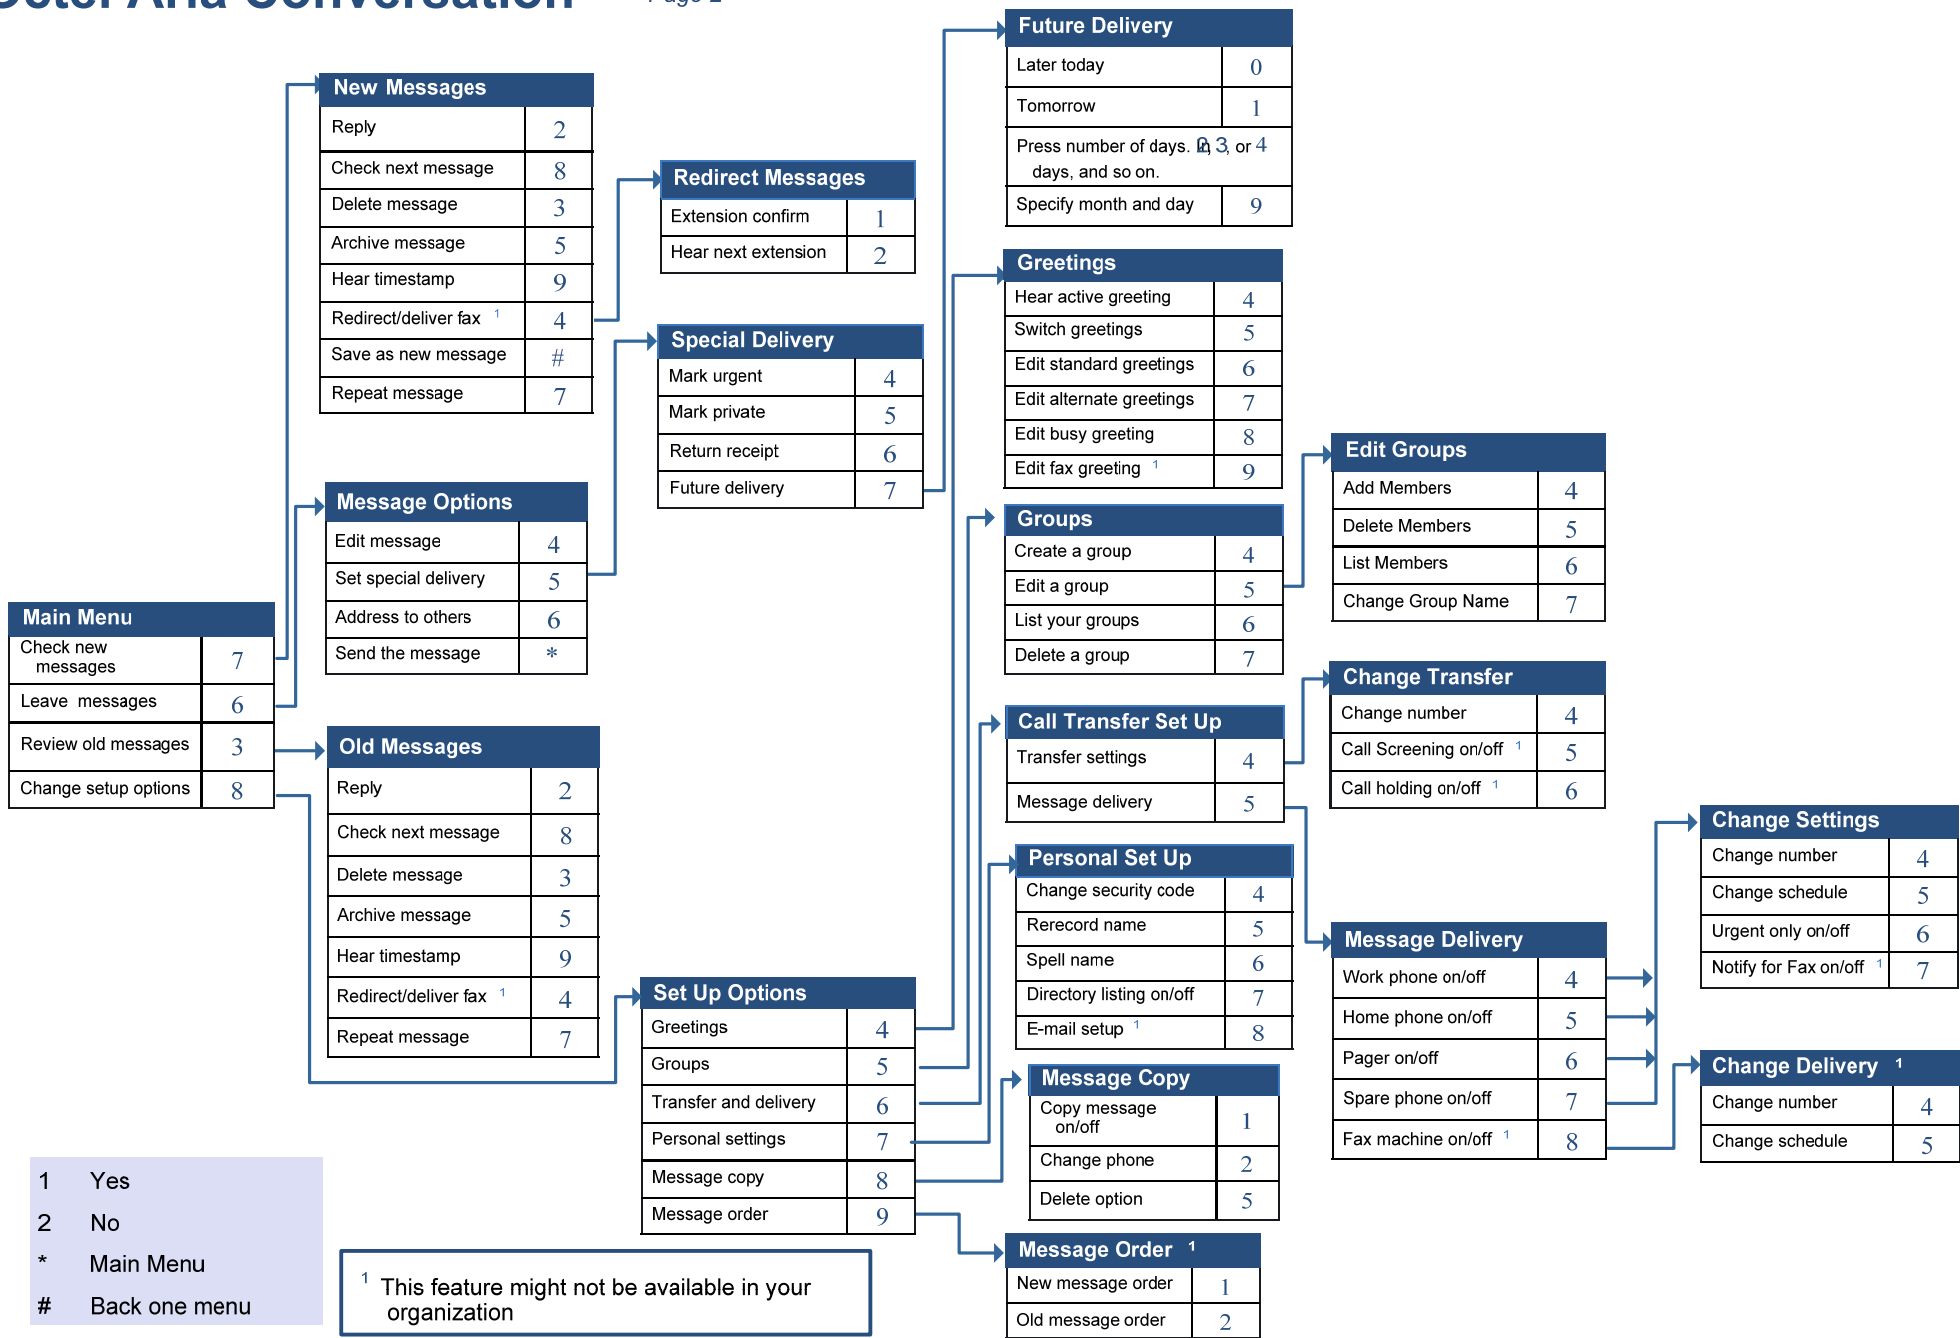 Aria Conversation
Page 2
Future Delivery
Later today 0
Tomorrow 1
Press number of days. 2, 3, or 4
days, and so on.
Specify month and day 9
New Messages
Reply 2
Check next message 8
Delete message 3
Archive message 5
Hear timestamp 9
Redirect/deliver fax 1 4
Save as new message #
Repeat message 7
Redirect Messages
Extension confirm 1
Hear next extension 2
Special Delivery
Mark urgent 4
Mark private 5
Return receipt 6
Future delivery 7
Greetings
Hear active greeting 4
Switch greetings 5
Edit standard greetings 6
Edit alternate greetings 7
Edit busy greeting 8
Edit fax greeting 1 9
Message Options
Edit message 4
Set special delivery 5
Address to others 6
Send the message *
Groups
Create a group 4
Edit a group 5
List your groups 6
Delete a group 7
Edit Groups
Add Members 4
Delete Members 5
List Members 6
Change Group Name 7
Main Menu
Check new
messages 7
Leave messages 6
Review old messages 3
Change setup options 8
Old Messages
Reply 2
Check next message 8
Delete message 3
Archive message 5
Hear timestamp 9
Redirect/deliver fax 1 4
Repeat message 7
Call Transfer Set Up
Transfer settings 4
Message delivery 5
Change Transfer
Change number 4
Call Screening on/off 1 5
Call holding on/off 1 6
Personal Set Up
Change security code 4
Rerecord name 5
Spell name 6
Directory listing on/off 7
E-mail setup 1 8
Change Settings
Change number 4
Change schedule 5
Urgent only on/off 6
Notify for Fax on/off 1 7
Message Delivery
Work phone on/off 4
Home phone on/off 5
Pager on/off 6
Spare phone on/off 7
Fax machine on/off 1 8
Change Delivery 1
Change number 4
Change schedule 5
Set Up Options
Greetings 4
Groups 5
Transfer and delivery 6
Personal settings 7
Message copy 8
Message order 9
Message Copy
Copy message
on/off 1
Change phone 2
Delete option 5
Message Order 1
New message order 1
Old message order 2
1 Yes
2 No
* Main Menu
# Back one menu
1 This feature might not be available in your
organization